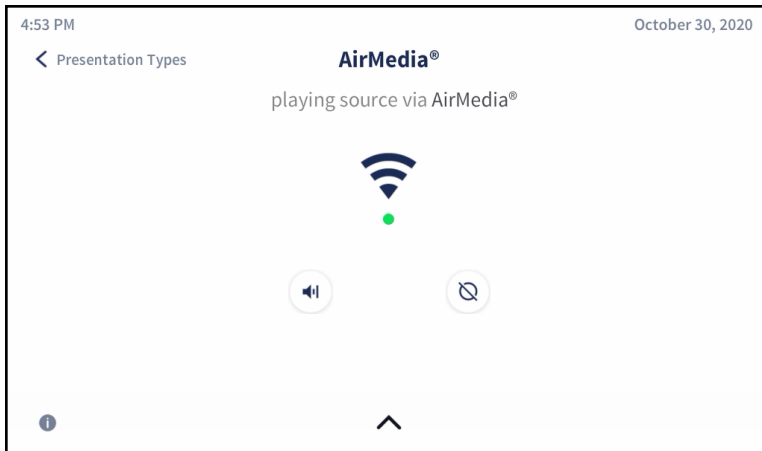 4:53 PM
October 30, 2020
Presentation Types
AirMedia®
playing source via AirMedia®